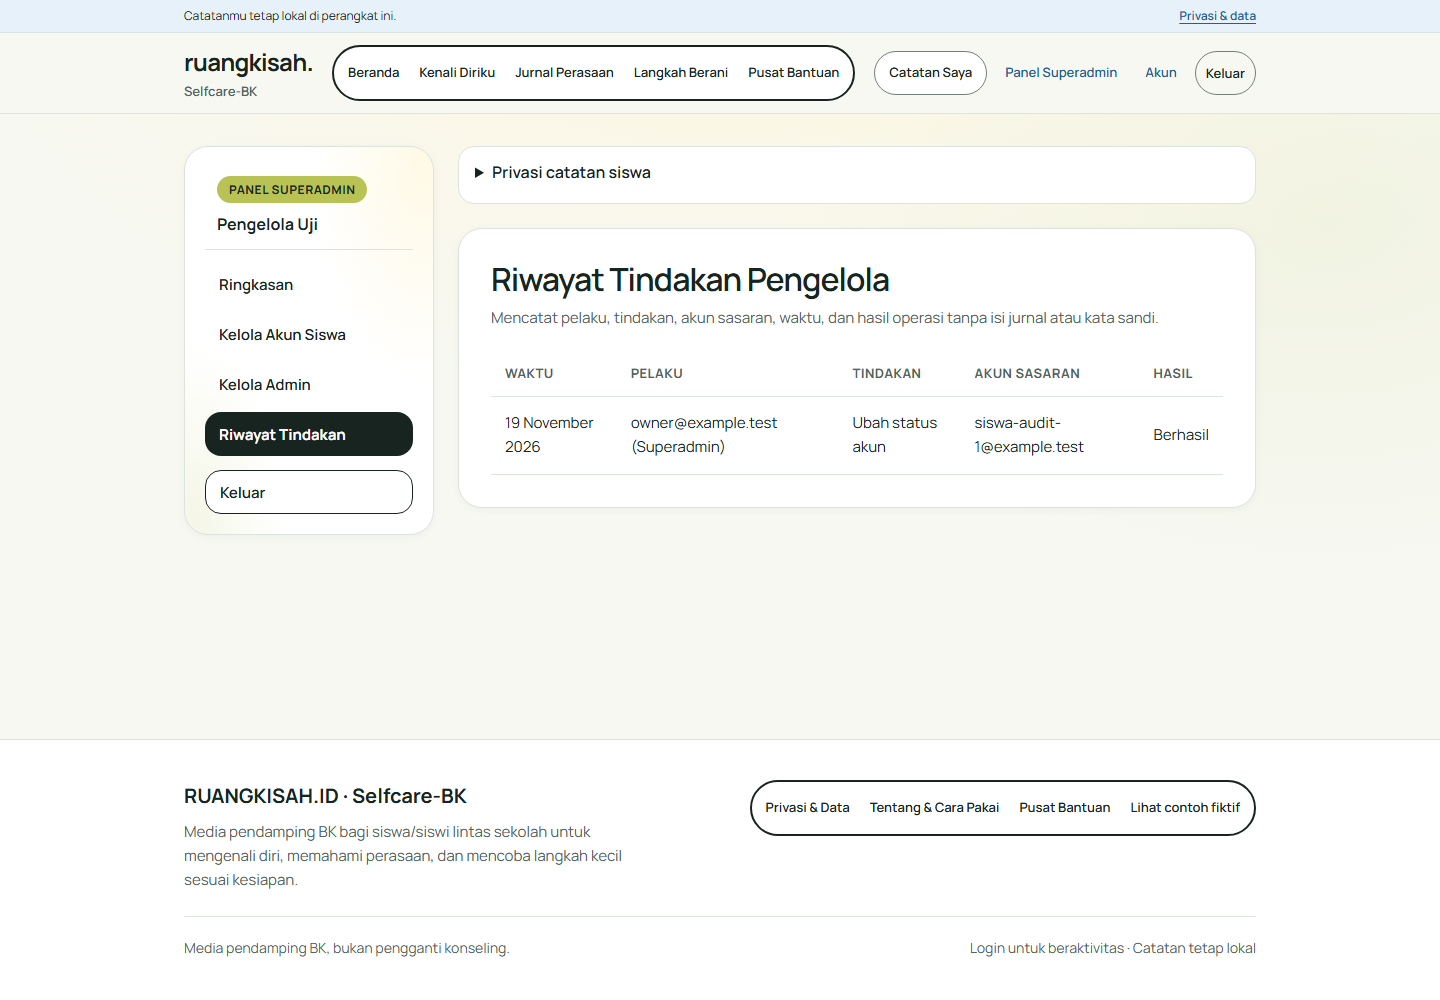 Catatanmu tetap lokal di perangkat ini.
Privasi & data
ruangkisah.
Selfcare-BK
Beranda
Kenali Diriku
Jurnal Perasaan
Langkah Berani
Pusat Bantuan
Catatan Saya
Panel Superadmin
Akun
Keluar
PANEL SUPERADMIN
Pengelola Uji
Ringkasan
Kelola Akun Siswa
Kelola Admin
Riwayat Tindakan
Keluar
Privasi catatan siswa
Riwayat Tindakan Pengelola
Mencatat pelaku, tindakan, akun sasaran, waktu, dan hasil operasi tanpa isi jurnal atau kata sandi.
WAKTU
PELAKU
TINDAKAN
AKUN SASARAN
HASIL
19 November
2026
owner@example.test
(Superadmin)
Ubah status
akun
siswa-audit-
1@example.test
Berhasil
RUANGKISAH.ID · Selfcare-BK
Media pendamping BK bagi siswa/siswi lintas sekolah untuk
mengenali diri, memahami perasaan, dan mencoba langkah kecil
sesuai kesiapan.
Privasi & Data
Tentang & Cara Pakai
Pusat Bantuan
Lihat contoh fiktif
Media pendamping BK, bukan pengganti konseling.
Login untuk beraktivitas · Catatan tetap lokal